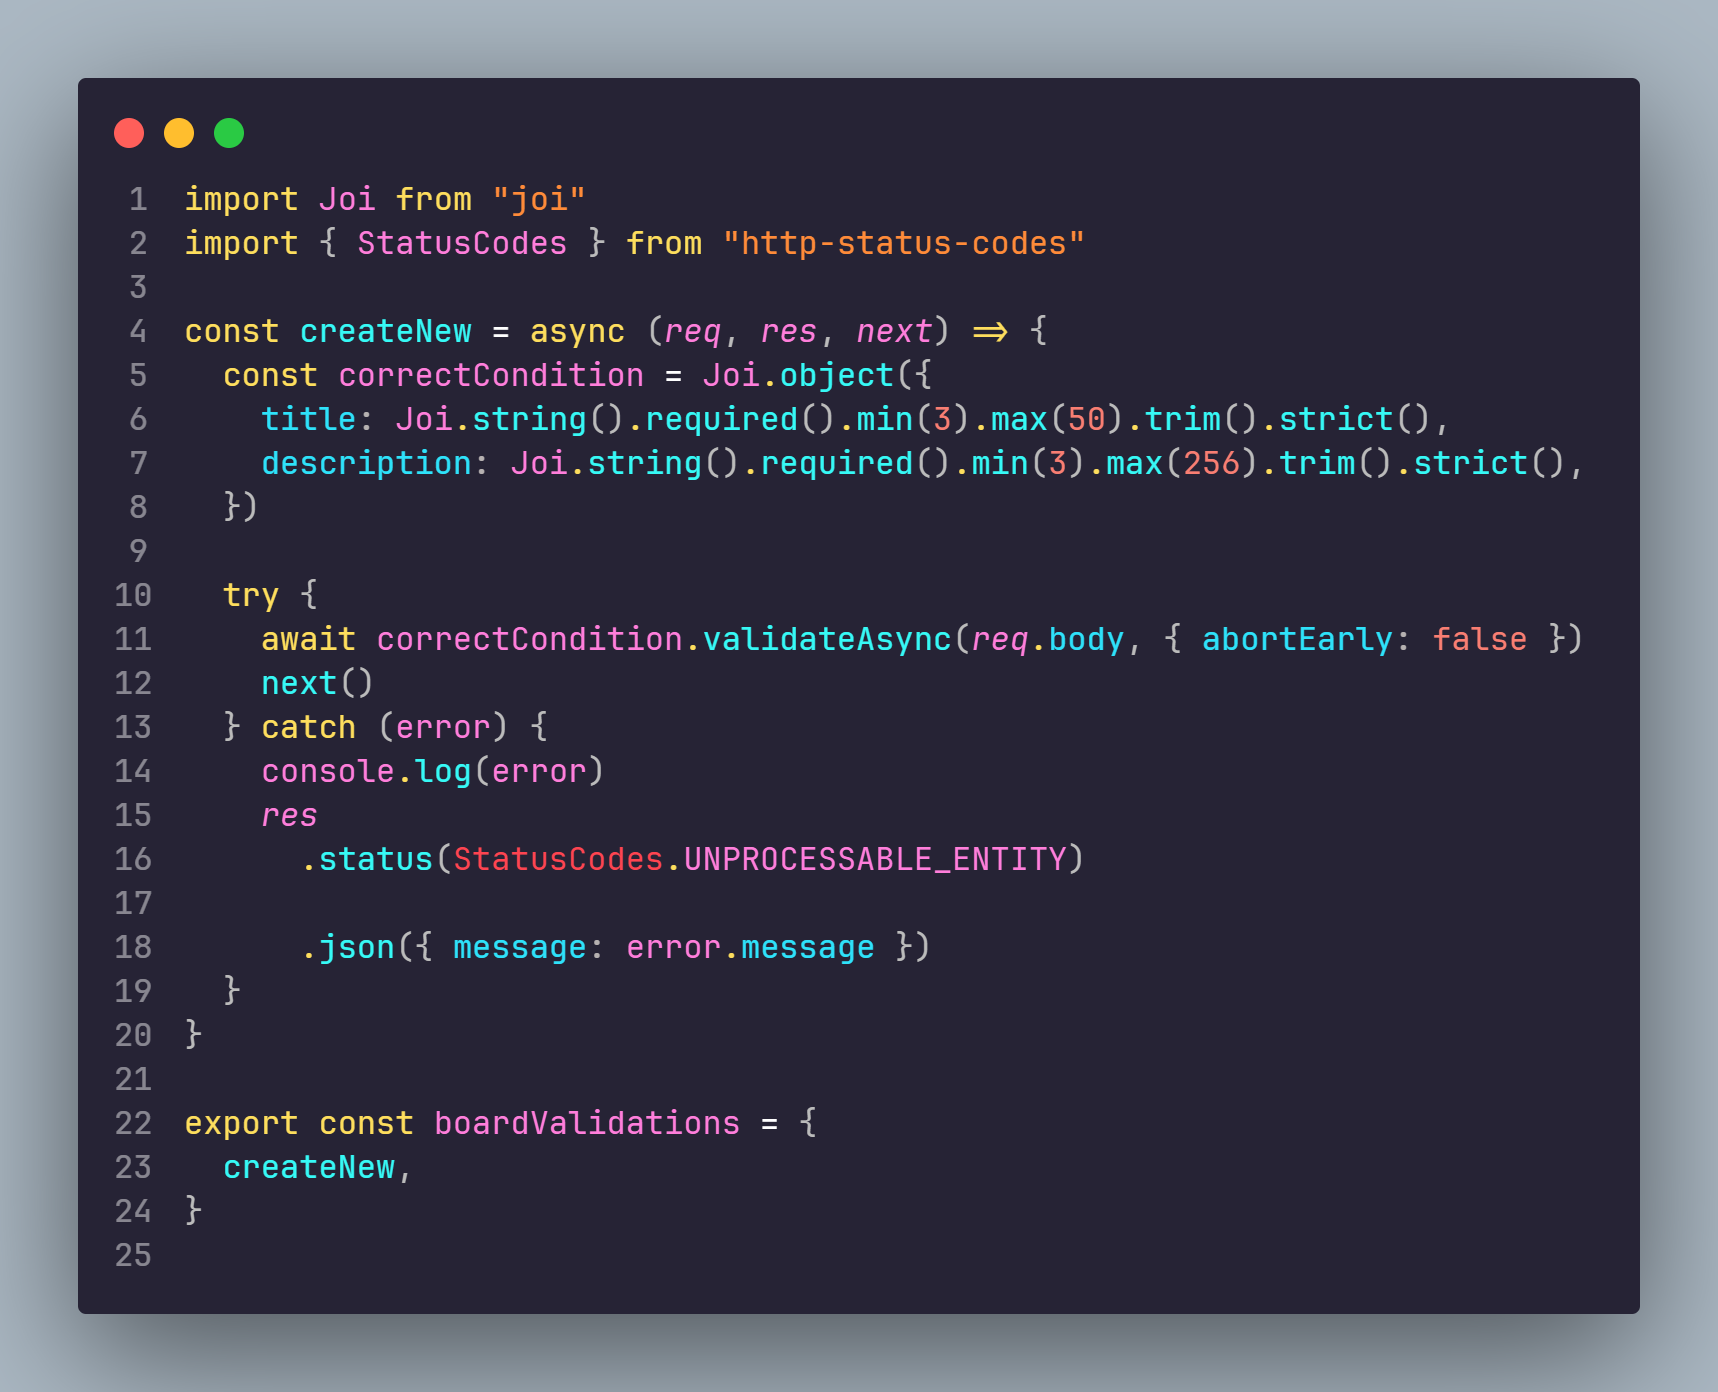 1 import Joi from "joi"
2 import { StatusCodes } from "http-status-codes"
3
4 const createNew = async (req, res, next) => {
5   const correctCondition = Joi.object({
6     title: Joi.string().required().min(3).max(50).trim().strict(),
7     description: Joi.string().required().min(3).max(256).trim().strict(),
8   })
9
10   try {
11     await correctCondition.validateAsync(req.body, { abortEarly: false })
12     next()
13   } catch (error) {
14     console.log(error)
15     res
16       .status(StatusCodes.UNPROCESSABLE_ENTITY)
17
18       .json({ message: error.message })
19   }
20 }
21
22 export const boardValidations = {
23   createNew,
24 }
25